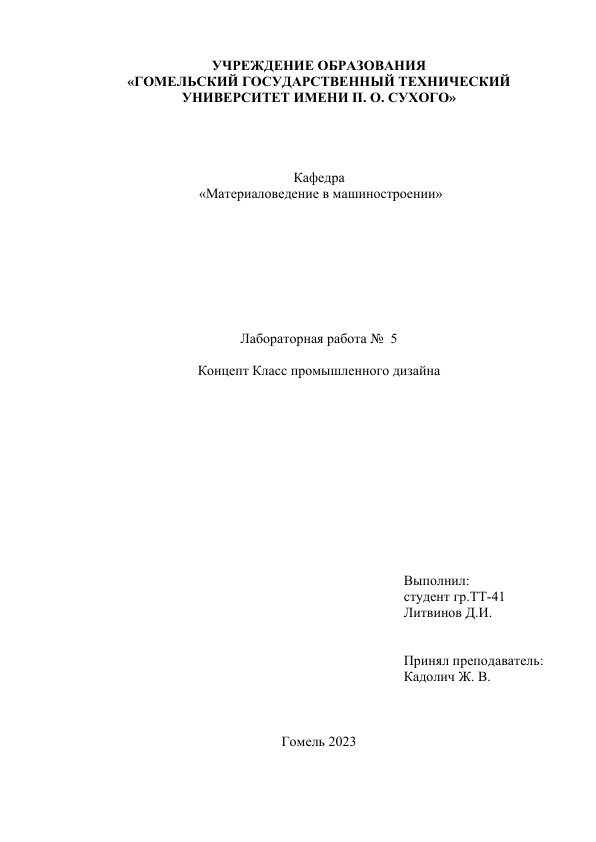 УЧРЕЖДЕНИЕ ОБРАЗОВАНИЯ
«ГОМЕЛЬСКИЙ ГОСУДАРСТВЕННЫЙ ТЕХНИЧЕСКИЙ
УНИВЕРСИТЕТ ИМЕНИ П. О. СУХОГО»
Кафедра
«Материаловедение в машиностроении»
Лабораторная работа № 5
Концепт Класс промышленного дизайна
Выполнил:
студент гр.ТТ-41
Литвинов Д.И.
Принял преподаватель:
Кадолич Ж. В.
Гомель 2023